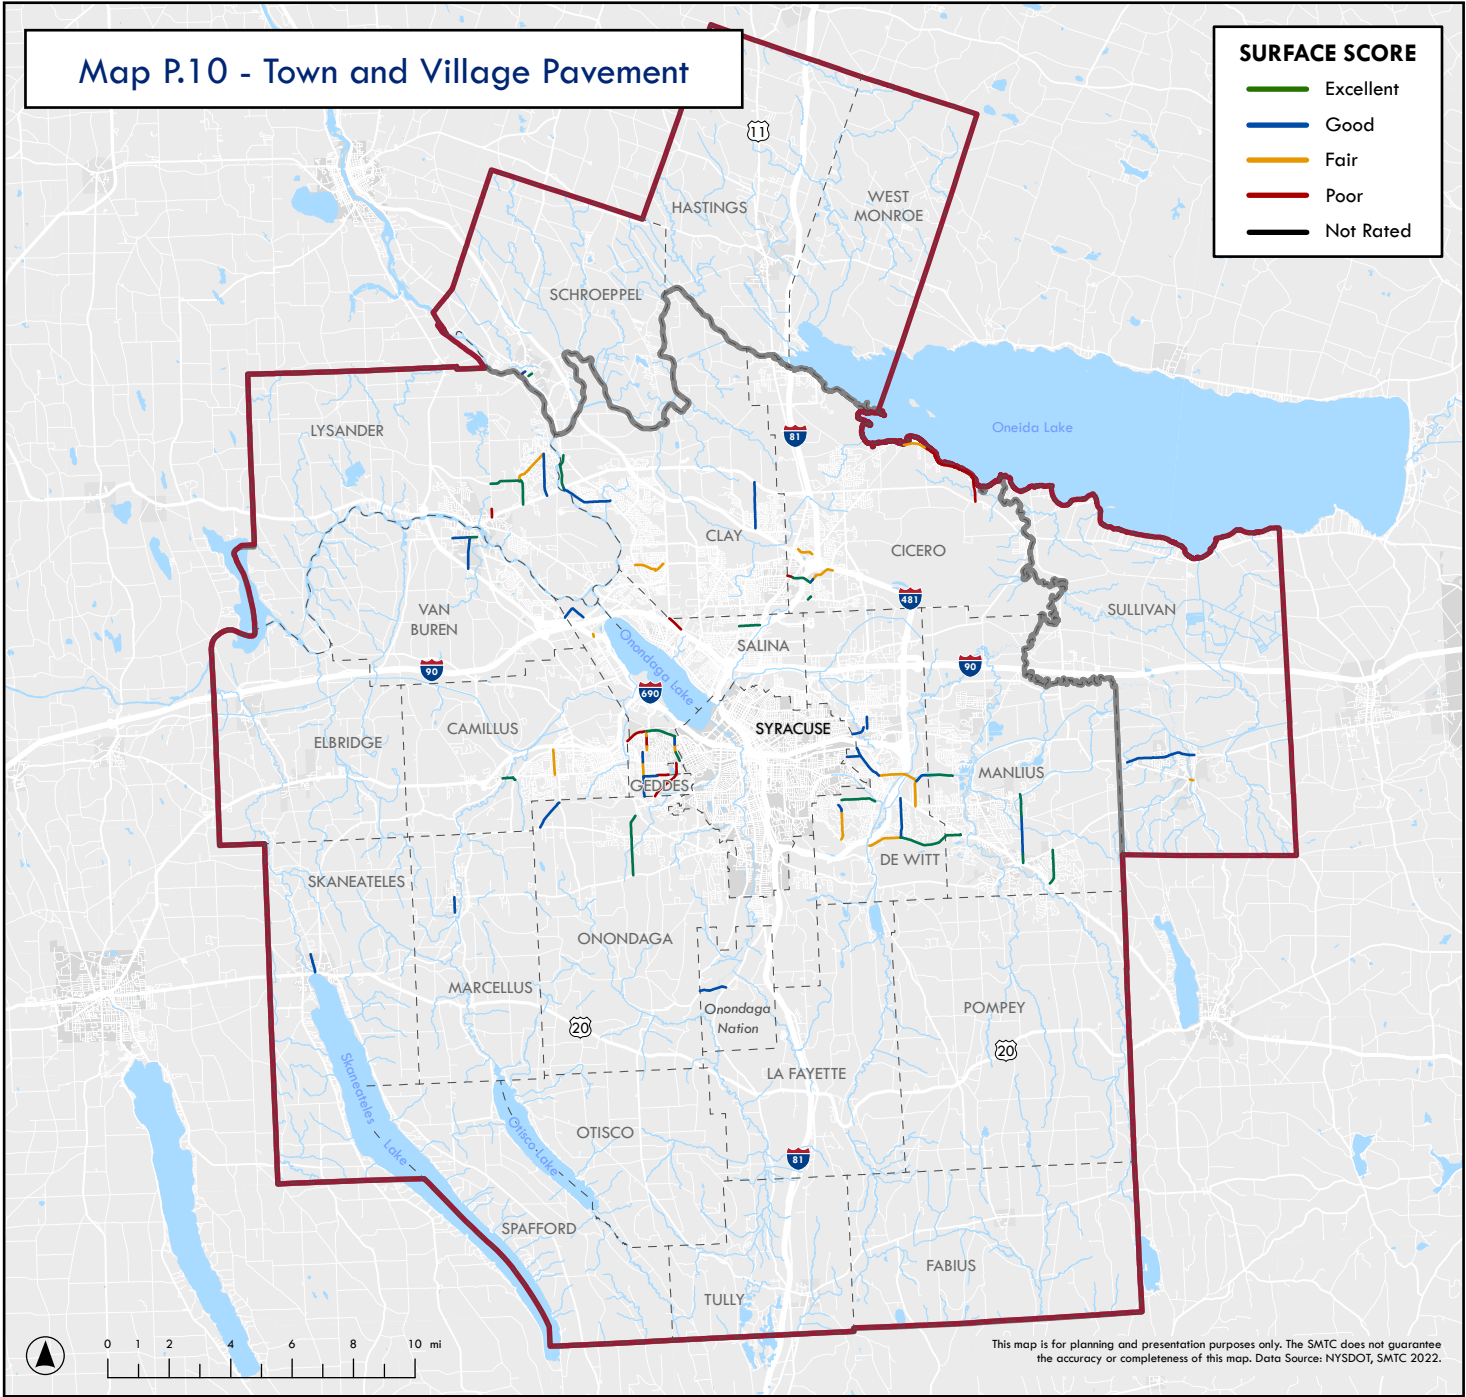 Map P.10 - Town and Village Pavement
SURFACE SCORE
Excellent
Good
Fair
Poor
Not Rated
11
HASTINGS
WEST
MONROE
SCHROEPPEL
LYSANDER
81
Oneida Lake
CLAY
CICERO
481
VAN
BUREN
SULLIVAN
SALINA
Onondaga Lake
90
90
690
CAMILLUS
SYRACUSE
ELBRIDGE
MANLIUS
GEDDES
DE WITT
SKANEATELES
ONONDAGA
MARCELLUS
Onondaga
Nation
POMPEY
20
20
LA FAYETTE
Skaneateles
Lake
Otisco Lake
OTISCO
81
SPAFFORD
FABIUS
TULLY
0 1 2 4 6 8 10 mi
This map is for planning and presentation purposes only. The SMTC does not guarantee
the accuracy or completeness of this map. Data Source: NYSDOT, SMTC 2022.